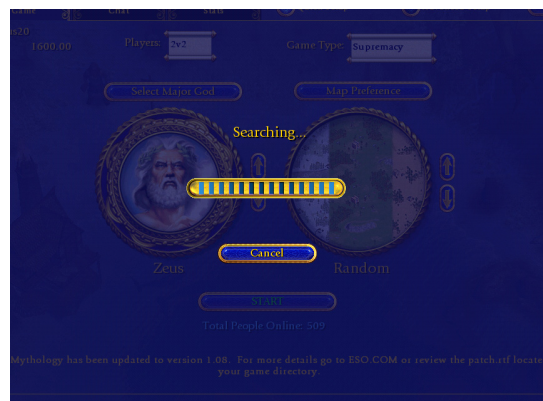 Game Chat Stats
us20
1600.00 Players: 2v2 Game Type: Supremacy
Select Major God Map Preference
Searching...
Cancel
Zeus Random
START
Total People Online: 509
Mythology has been updated to version 1.08. For more details go to ESO.COM or review the patch.rtf locate
your game directory.